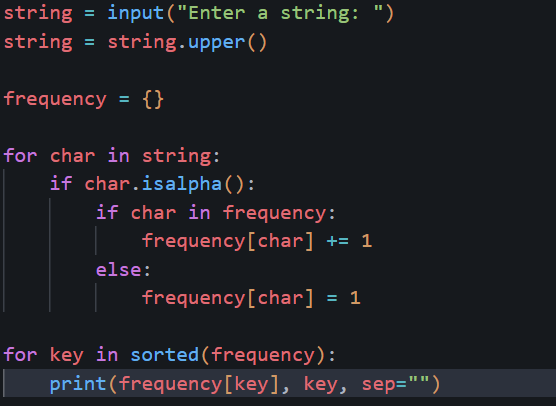 string = input("Enter a string: ")
string = string.upper()
frequency = {}
for char in string:
    if char.isalpha():
        if char in frequency:
            frequency[char] += 1
        else:
            frequency[char] = 1
for key in sorted(frequency):
    print(frequency[key], key, sep="")